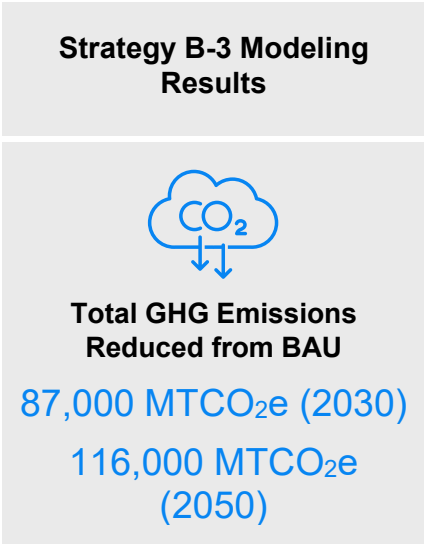 Strategy B-3 Modeling
Results
CO₂
Total GHG Emissions
Reduced from BAU
87,000 MTCO₂e (2030)
116,000 MTCO₂e
(2050)